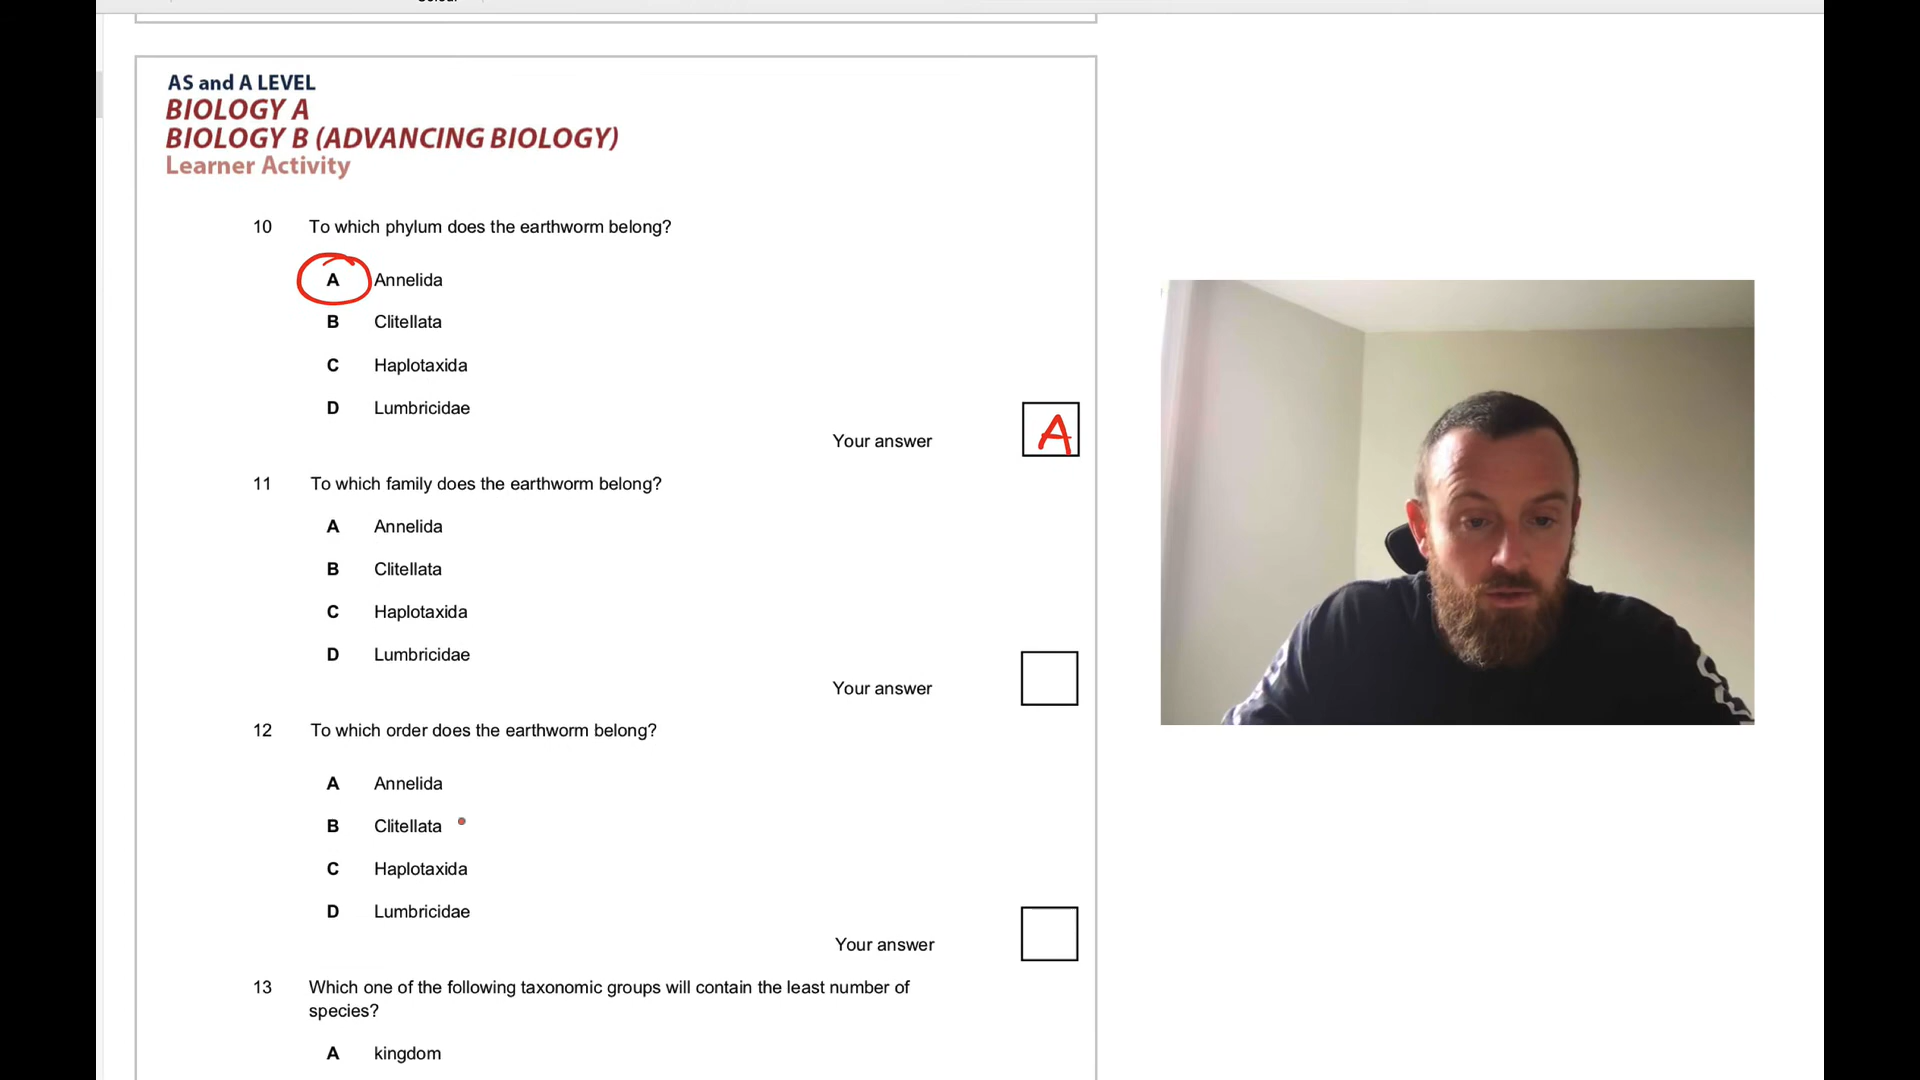 AS and A LEVEL
BIOLOGY A
BIOLOGY B (ADVANCING BIOLOGY)
Learner Activity
10 To which phylum does the earthworm belong?
A Annelida
B Clitellata
C Haplotaxida
D Lumbricidae
Your answer A
11 To which family does the earthworm belong?
A Annelida
B Clitellata
C Haplotaxida
D Lumbricidae
Your answer
12 To which order does the earthworm belong?
A Annelida
B Clitellata
C Haplotaxida
D Lumbricidae
Your answer
13 Which one of the following taxonomic groups will contain the least number of
species?
A kingdom